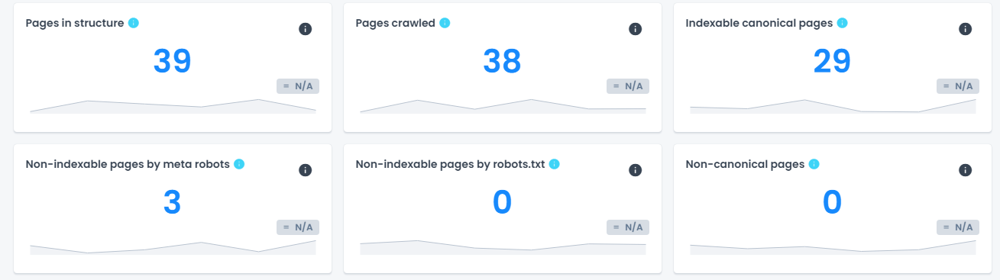 Pages in structure
39
= N/A
Pages crawled
38
= N/A
Indexable canonical pages
29
= N/A
Non-indexable pages by meta robots
3
= N/A
Non-indexable pages by robots.txt
0
= N/A
Non-canonical pages
0
= N/A